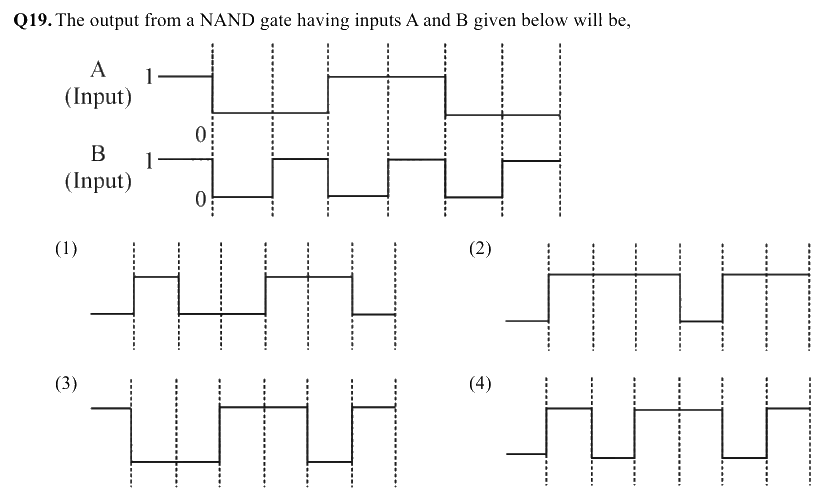 Q19. The output from a NAND gate having inputs A and B given below will be,
A 1
(Input)
0
B 1
(Input)
0
(1)
(2)
(3)
(4)